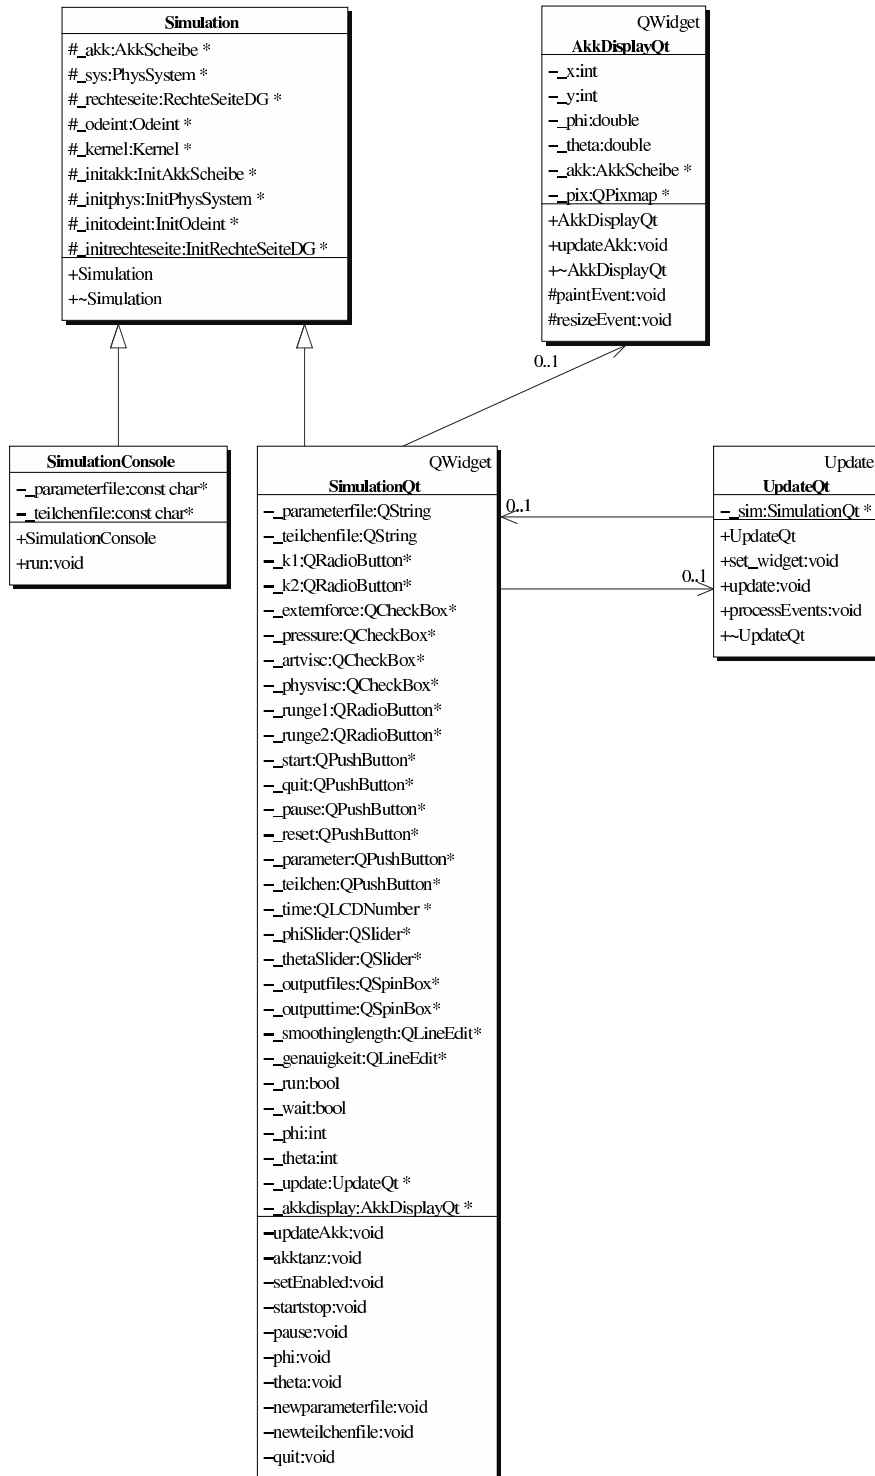 Simulation
#_akk:AkkScheibe *
#_sys:PhysSystem *
#_rechteseite:RechteSeiteDG *
#_odeint:Odeint *
#_kernel:Kernel *
#_initakk:InitAkkScheibe *
#_initphys:InitPhysSystem *
#_initodeint:InitOdeint *
#_initrechteseite:InitRechteSeiteDG *
+Simulation
+~Simulation
QWidget
AkkDisplayQt
–_x:int
–_y:int
–_phi:double
–_theta:double
–_akk:AkkScheibe *
–_pix:QPixmap *
+AkkDisplayQt
+updateAkk:void
+~AkkDisplayQt
#paintEvent:void
#resizeEvent:void
0..1
SimulationConsole
–_parameterfile:const char*
–_teilchenfile:const char*
+SimulationConsole
+run:void
QWidget
SimulationQt
–_parameterfile:QString
–_teilchenfile:QString
–_k1:QRadioButton*
–_k2:QRadioButton*
–_externforce:QCheckBox*
–_pressure:QCheckBox*
–_artvisc:QCheckBox*
–_physvisc:QCheckBox*
–_runge1:QRadioButton*
–_runge2:QRadioButton*
–_start:QPushButton*
–_quit:QPushButton*
–_pause:QPushButton*
–_reset:QPushButton*
–_parameter:QPushButton*
–_teilchen:QPushButton*
–_time:QLCDNumber *
–_phiSlider:QSlider*
–_thetaSlider:QSlider*
–_outputfiles:QSpinBox*
–_outputtime:QSpinBox*
–_smoothinglength:QLineEdit*
–_genauigkeit:QLineEdit*
–_run:bool
–_wait:bool
–_phi:int
–_theta:int
–_update:UpdateQt *
–_akkdisplay:AkkDisplayQt *
–updateAkk:void
–akktanz:void
–setEnabled:void
–startstop:void
–pause:void
–phi:void
–theta:void
–newparameterfile:void
–newteilchenfile:void
–quit:void
0..1
0..1
Update
UpdateQt
–_sim:SimulationQt *
+UpdateQt
+set_widget:void
+update:void
+processEvents:void
+~UpdateQt